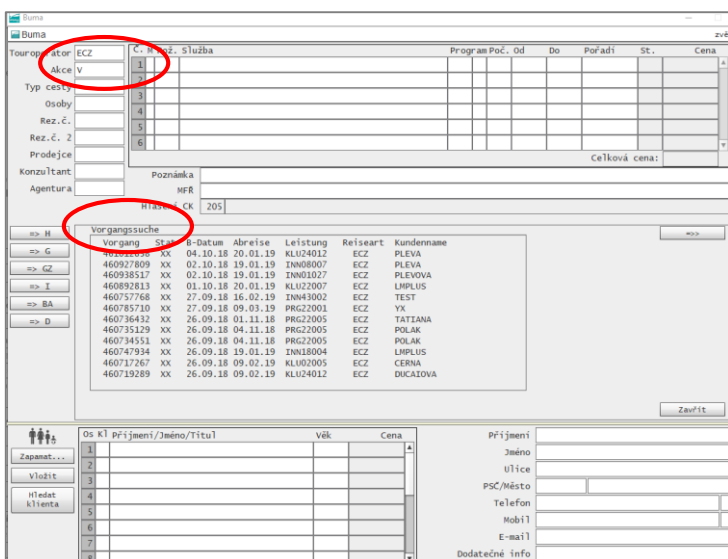 Buma
Buma zvě
Touroperátor ECZ
Akce V
Typ cesty
Osoby
Rez.č.
Rez.č. 2
Prodejce
Konzultant
Agentura
Č. M Pož. Služba Program Poč. Od Do Pořadí St. Cena
1
2
3
4
5
6
Celková cena:
Poznámka
MFŘ
Hlášení CK 205
=> H
=> G
=> GZ
=> I
=> BA
=> D
Vorgangssuche =>>
Vorgang Stat B-Datum Abreise Leistung Reiseart Kundenname
XX 04.10.18 20.01.19 KLU24012 ECZ PLEVA
460927809 XX 02.10.18 19.01.19 INN08007 ECZ PLEVA
460938517 XX 02.10.18 19.01.19 INN01027 ECZ PLEVOVA
460892813 XX 01.10.18 20.01.19 KLU22007 ECZ LMPLUS
460757768 XX 27.09.18 16.02.19 INN43002 ECZ TEST
460785710 XX 27.09.18 09.03.19 PRG22001 ECZ YX
460736432 XX 26.09.18 01.11.18 PRG22005 ECZ TATIANA
460735129 XX 26.09.18 04.11.18 PRG22005 ECZ POLAK
460734551 XX 26.09.18 04.11.18 PRG22005 ECZ POLAK
460747934 XX 26.09.18 19.01.19 INN18004 ECZ LMPLUS
460717267 XX 26.09.18 09.02.19 KLU02005 ECZ CERNA
460719289 XX 26.09.18 09.02.19 KLU24012 ECZ DUCAIOVA
Zavřít
Zapamat...
Vložit
Hledat
klienta
Os Kl Příjmení/Jméno/Titul Věk Cena
1
2
3
4
5
6
7
8
Příjmení
Jméno
Ulice
PSČ/Město
Telefon
Mobil
E-mail
Dodatečné info